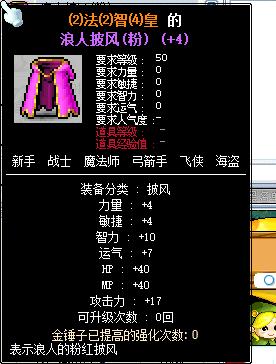 (2)法(2)智(4)皇 的
浪人披风(粉) (+4)
要求等级 : 50
要求力量 : 0
要求敏捷 : 0
要求智力 : 0
要求运气 : 0
要求人气度 : -
道具等级 : -
道具经验值 : -
新手 战士 魔法师 弓箭手 飞侠 海盗
装备分类 : 披风
力量 : +4
敏捷 : +4
智力 : +10
运气 : +7
HP : +40
MP : +40
攻击力 : +17
可升级次数 : 0回
金锤子已提高的强化次数: 0
表示浪人的粉红披风